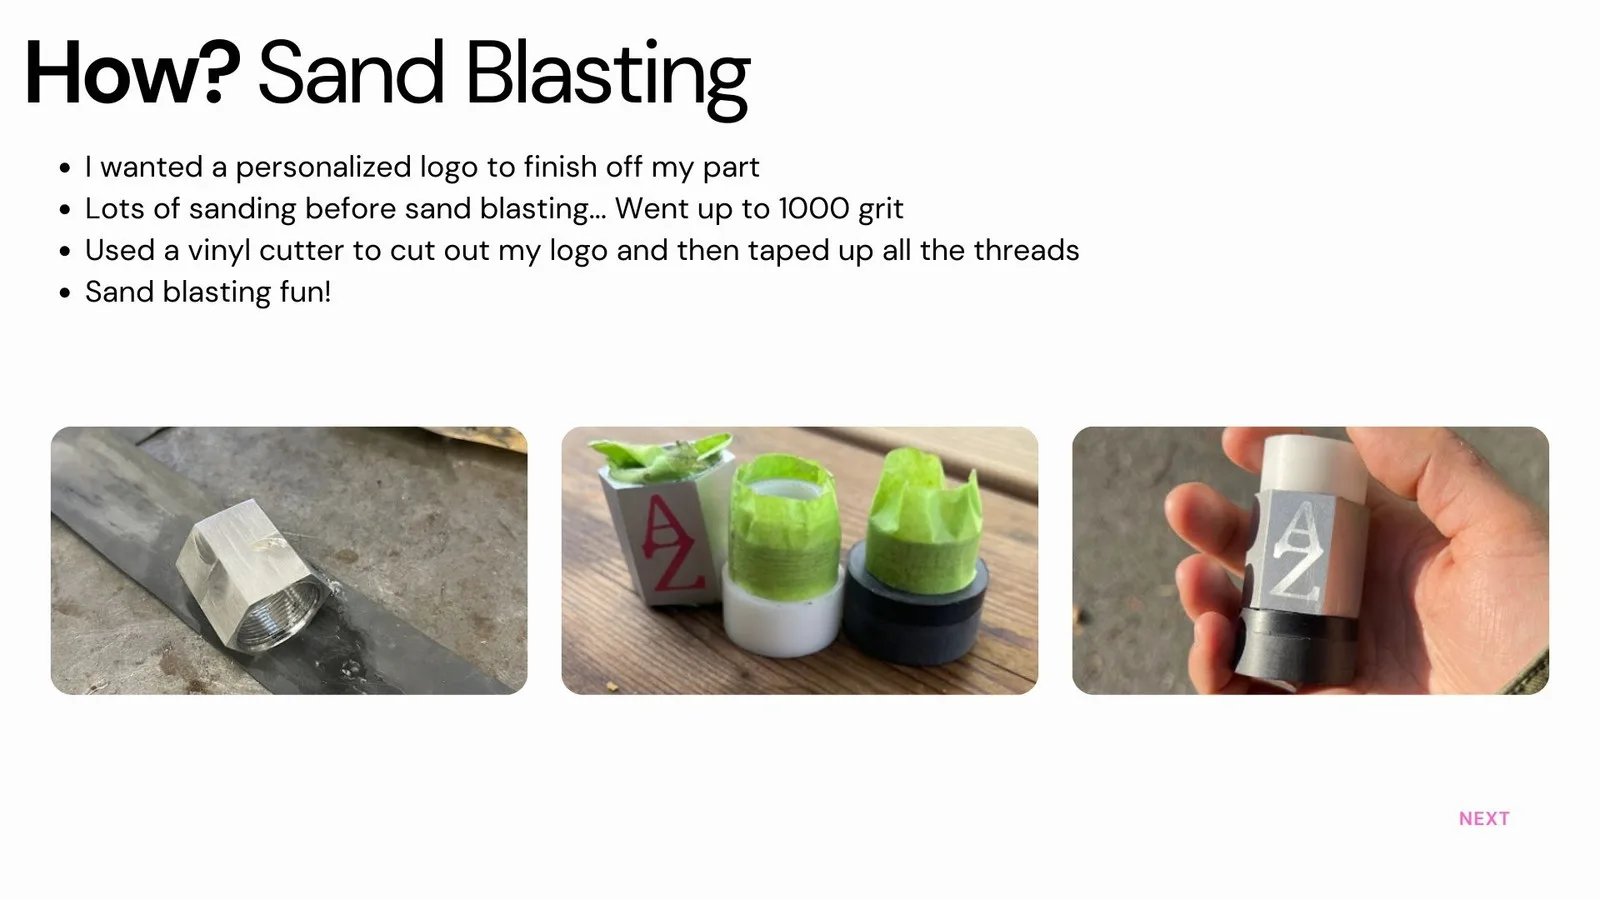 How? Sand Blasting
• I wanted a personalized logo to finish off my part
• Lots of sanding before sand blasting... Went up to 1000 grit
• Used a vinyl cutter to cut out my logo and then taped up all the threads
• Sand blasting fun!
A
Z
A
Z
NEXT